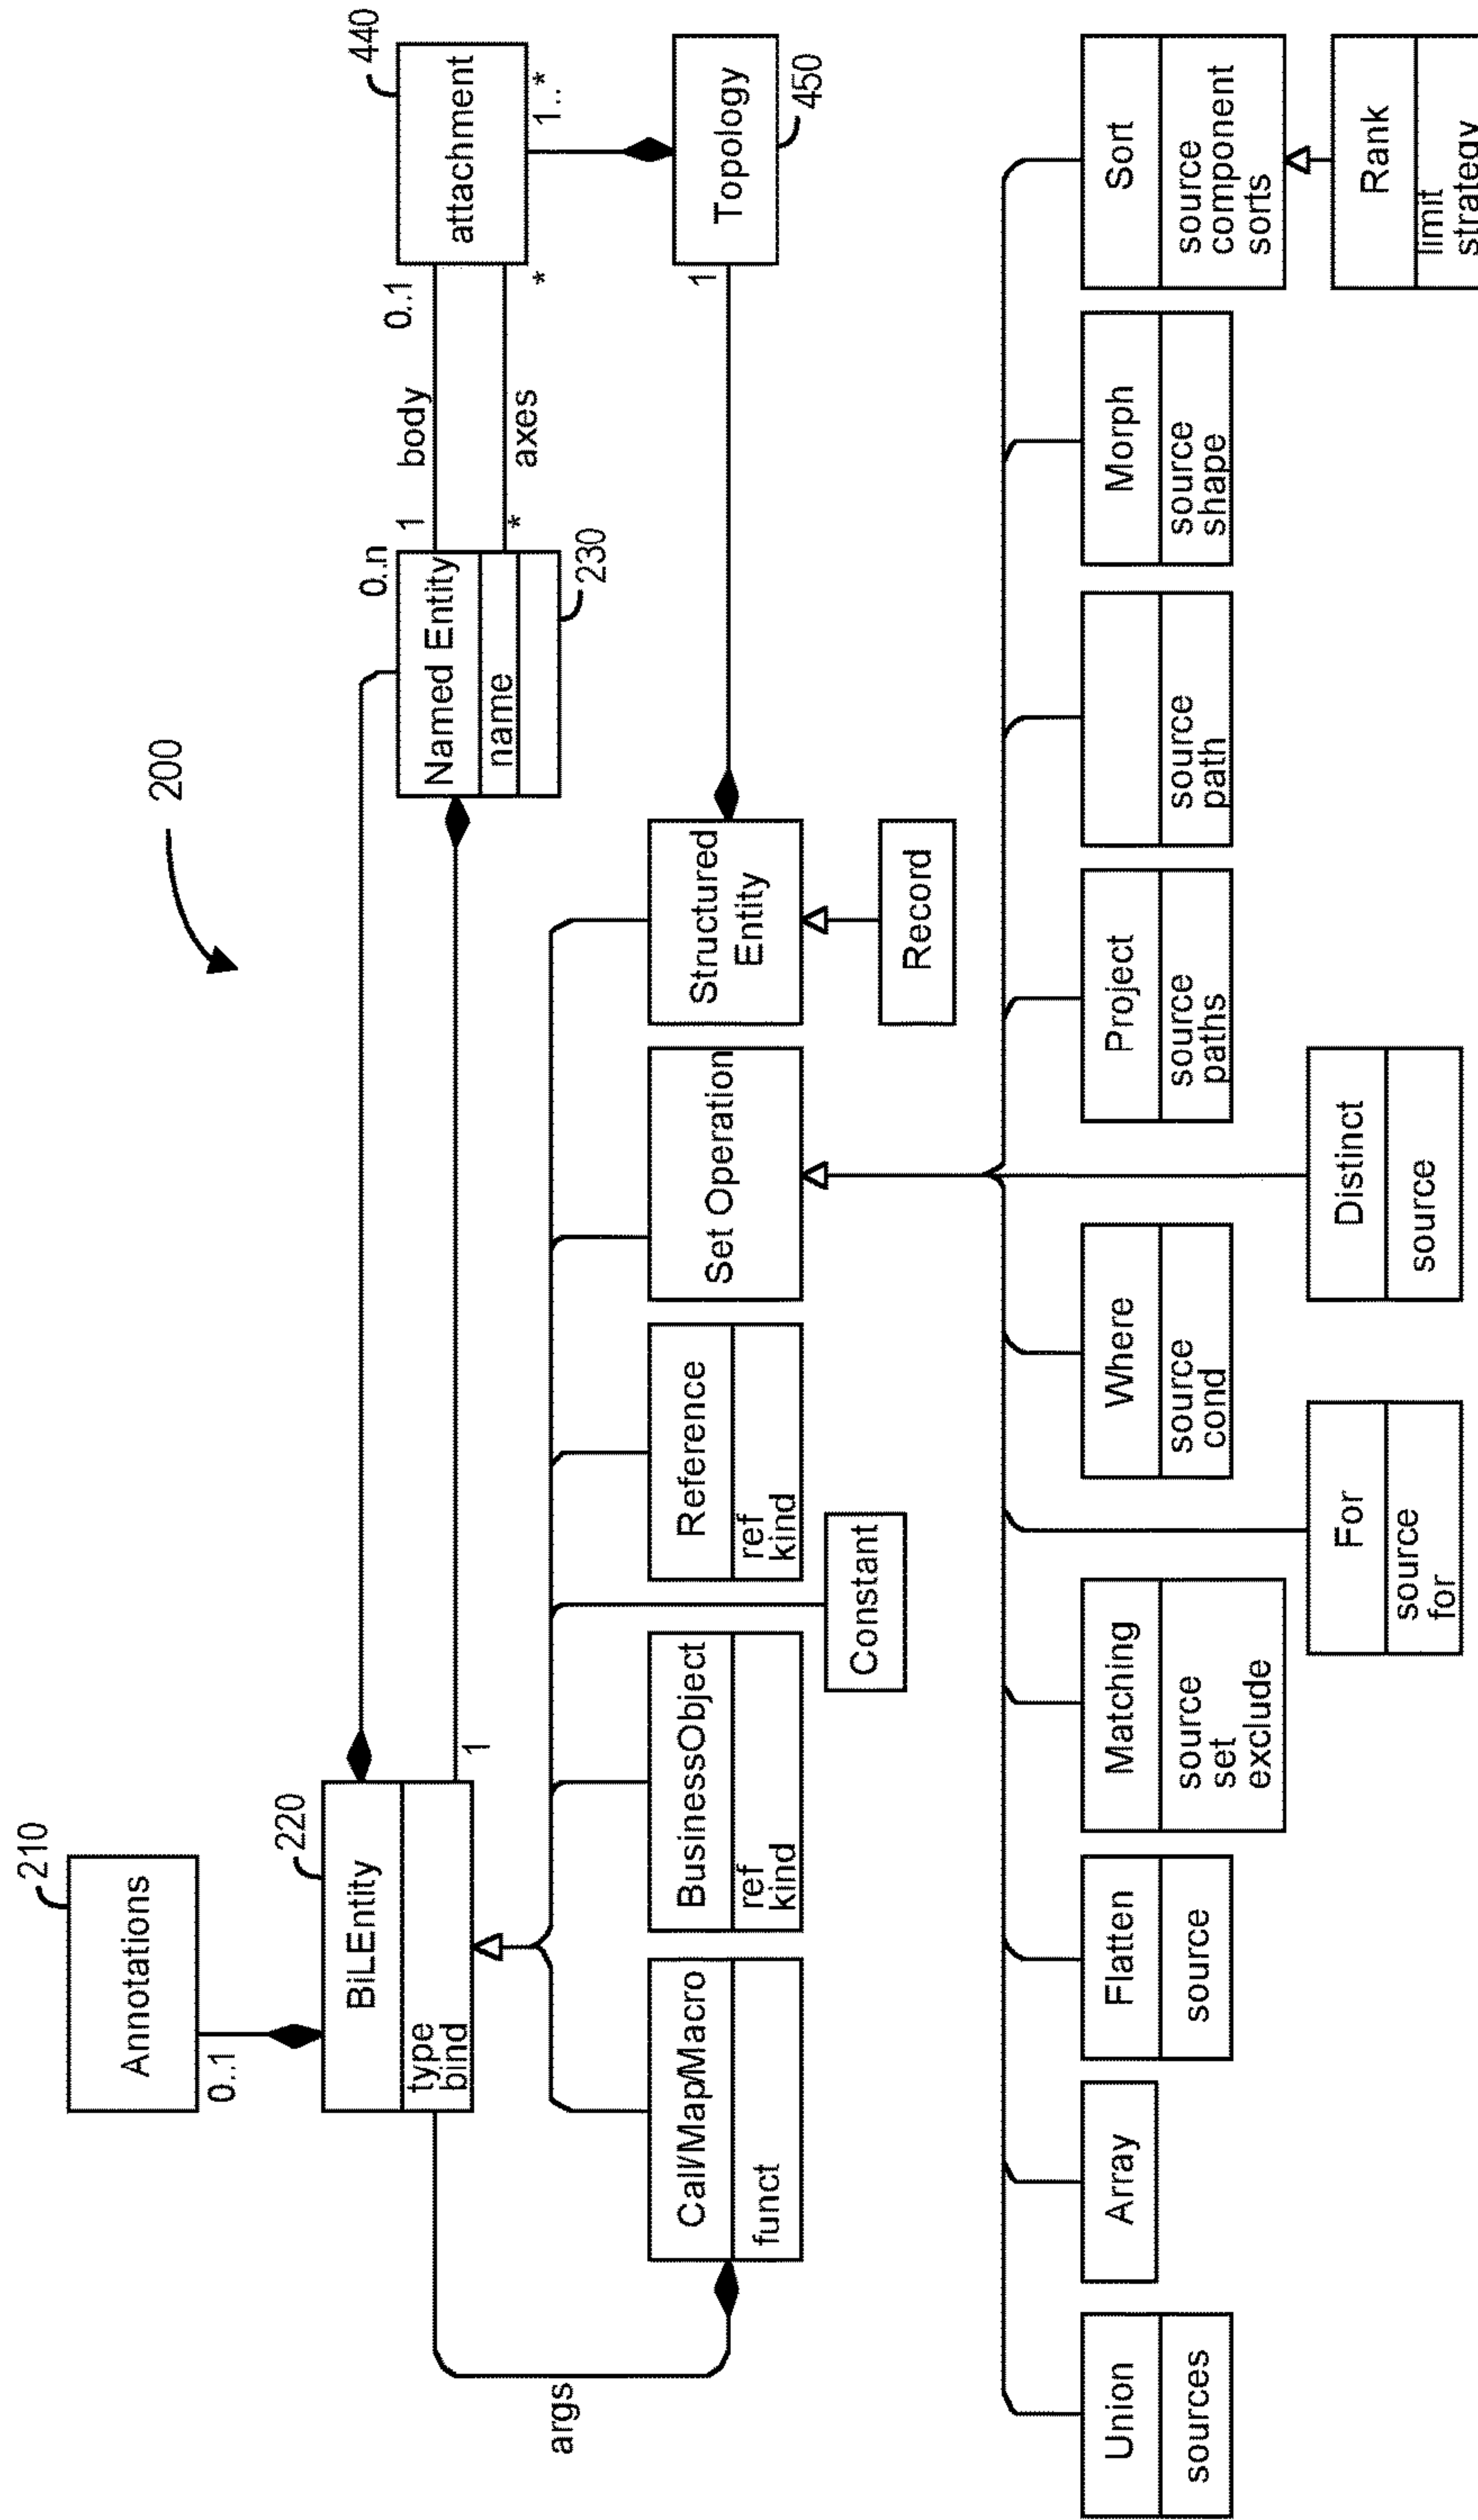 200
210
Annotations
0..1
220
BiLEntity
type
bind
1
0..n
Named Entity
name
230
1
body
0..1
*
axes
*
440
attachment
1..*
Topology
450
1
args
Call/Map/Macro
funct
BusinessObject
ref
kind
Constant
Reference
ref
kind
Set Operation
Structured
Entity
Record
Union
sources
Array
Flatten
source
Matching
source
set
exclude
For
source
for
Where
source
cond
Distinct
source
Project
source
paths
source
path
Morph
source
shape
Sort
source
component
sorts
Rank
limit
strategy